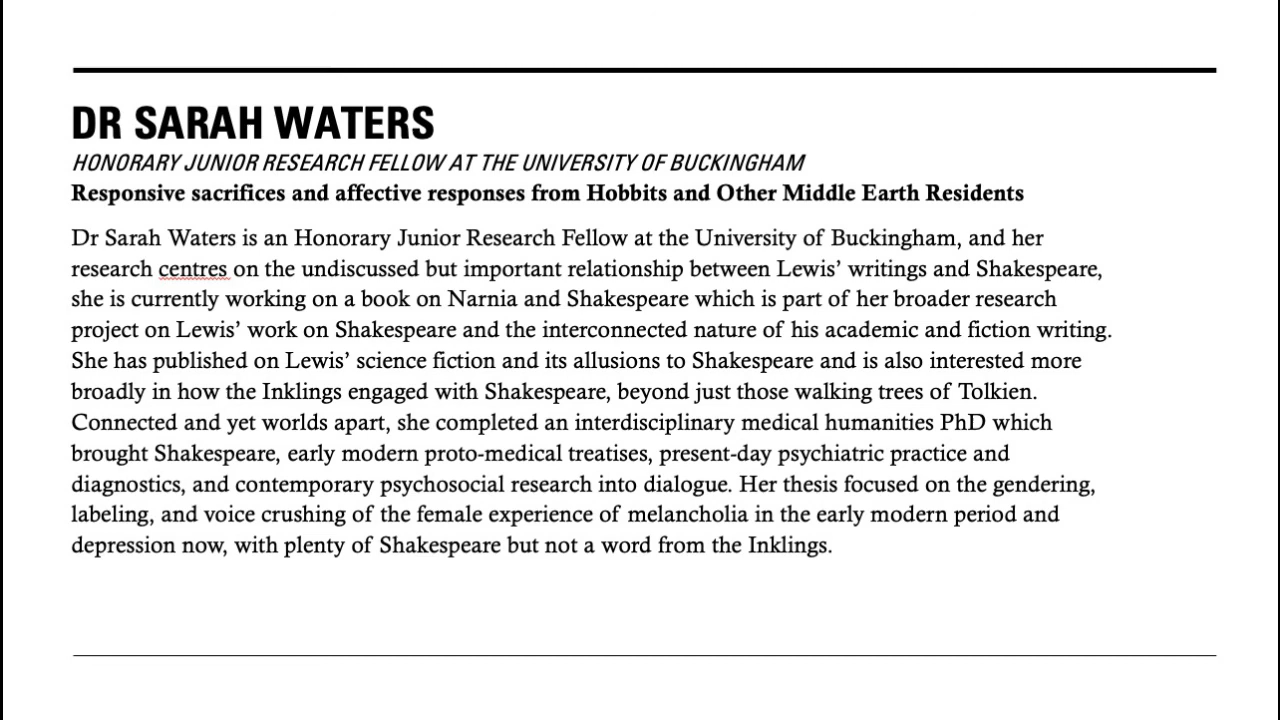 DR SARAH WATERS
HONORARY JUNIOR RESEARCH FELLOW AT THE UNIVERSITY OF BUCKINGHAM
Responsive sacrifices and affective responses from Hobbits and Other Middle Earth Residents
Dr Sarah Waters is an Honorary Junior Research Fellow at the University of Buckingham, and her
research centres on the undiscussed but important relationship between Lewis’ writings and Shakespeare,
she is currently working on a book on Narnia and Shakespeare which is part of her broader research
project on Lewis’ work on Shakespeare and the interconnected nature of his academic and fiction writing.
She has published on Lewis’ science fiction and its allusions to Shakespeare and is also interested more
broadly in how the Inklings engaged with Shakespeare, beyond just those walking trees of Tolkien.
Connected and yet worlds apart, she completed an interdisciplinary medical humanities PhD which
brought Shakespeare, early modern proto-medical treatises, present-day psychiatric practice and
diagnostics, and contemporary psychosocial research into dialogue. Her thesis focused on the gendering,
labeling, and voice crushing of the female experience of melancholia in the early modern period and
depression now, with plenty of Shakespeare but not a word from the Inklings.